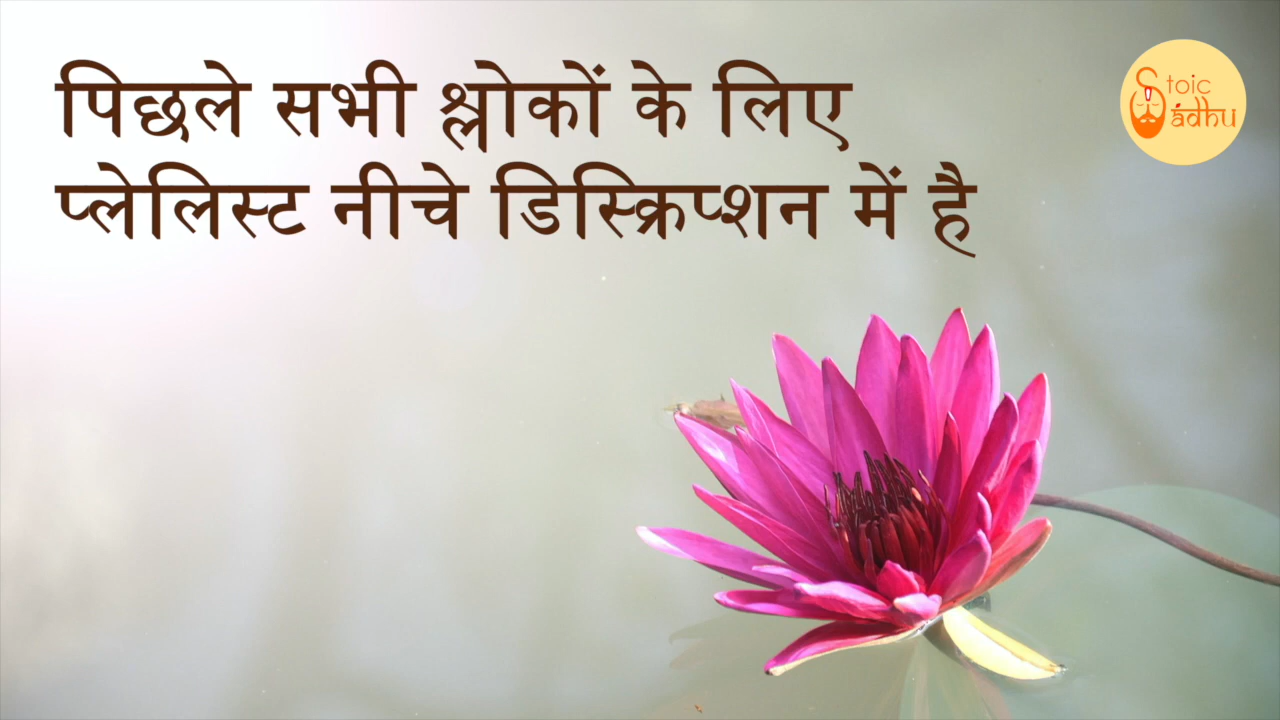 पिछले सभी श्लोकों के लिए
प्लेलिस्ट नीचे डिस्क्रिप्शन में है
Stoic
Sadhu